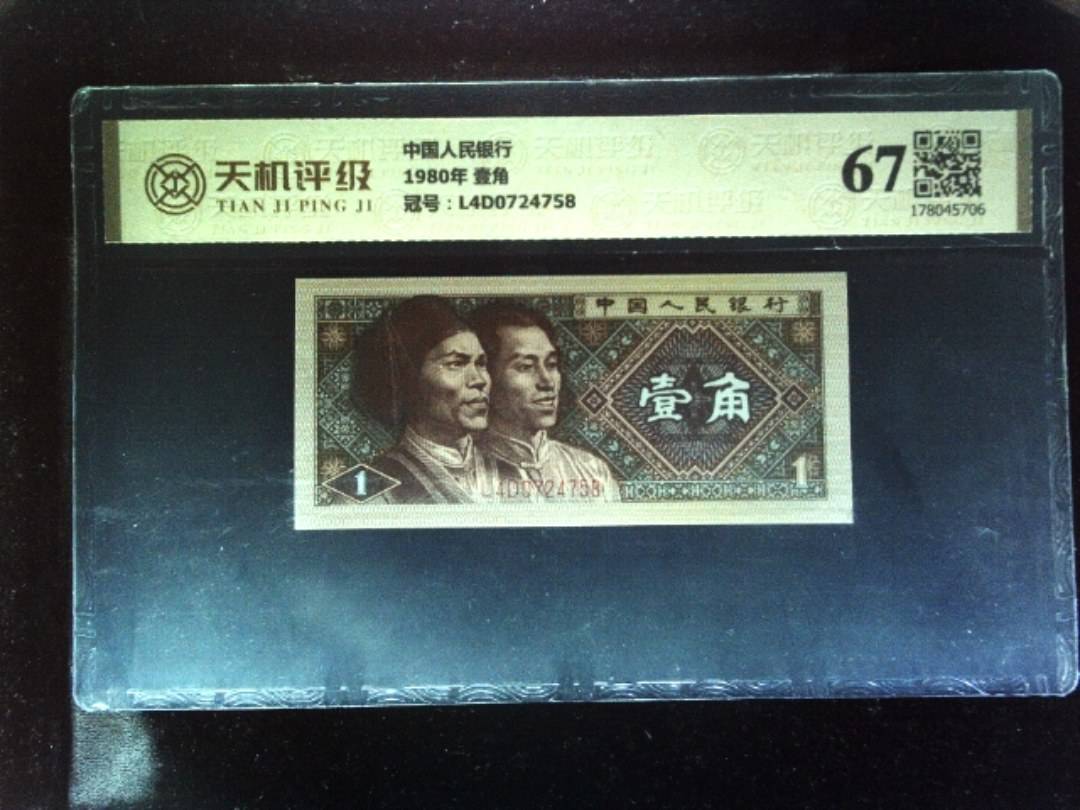 天机评级
TIAN JI PING JI
中国人民银行
1980年 壹角
冠号：L4D0724758
67
178045706
中国人民银行
壹角
1
L4D0724758
1